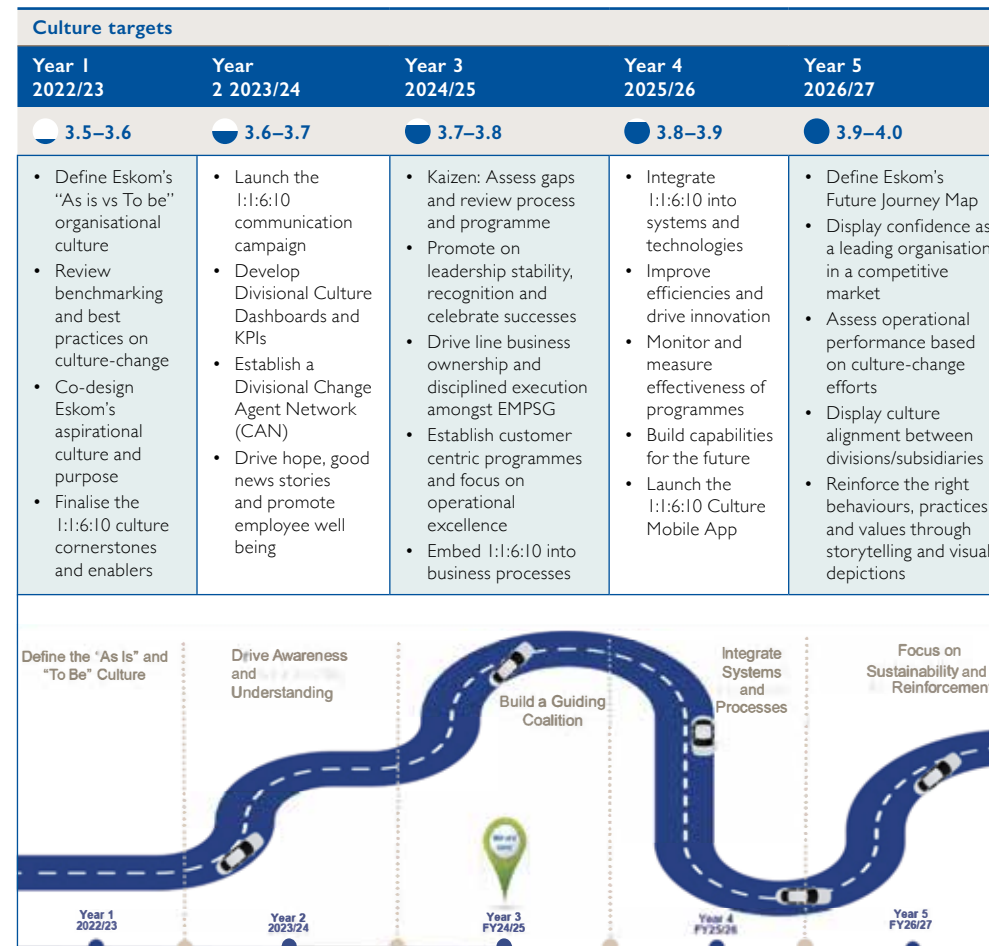 Culture targets
Year 1
2022/23
Year
2 2023/24
Year 3
2024/25
Year 4
2025/26
Year 5
2026/27
3.5–3.6
3.6–3.7
3.7–3.8
3.8–3.9
3.9–4.0
• Define Eskom's
"As is vs To be"
organisational
culture
• Review
benchmarking
and best
practices on
culture-change
• Co-design
Eskom's
aspirational
culture and
purpose
• Finalise the
1:1:6:10 culture
cornerstones
and enablers
• Launch the
1:1:6:10
communication
campaign
• Develop
Divisional Culture
Dashboards and
KPIs
• Establish a
Divisional Change
Agent Network
(CAN)
• Drive hope, good
news stories
and promote
employee well
being
• Kaizen: Assess gaps
and review process
and programme
• Promote on
leadership stability,
recognition and
celebrate successes
• Drive line business
ownership and
disciplined execution
amongst EMPSG
• Establish customer
centric programmes
and focus on
operational
excellence
• Embed 1:1:6:10 into
business processes
• Integrate
1:1:6:10 into
systems and
technologies
• Improve
efficiencies and
drive innovation
• Monitor and
measure
effectiveness of
programmes
• Build capabilities
for the future
• Launch the
1:1:6:10 Culture
Mobile App
• Define Eskom's
Future Journey Map
• Display confidence as
a leading organisation
in a competitive
market
• Assess operational
performance based
on culture-change
efforts
• Display culture
alignment between
divisions/subsidiaries
• Reinforce the right
behaviours, practices
and values through
storytelling and visual
depictions
Define the "As Is" and
"To Be" Culture
Drive Awareness
and
Understanding
Build a Guiding
Coalition
Integrate
Systems
and
Processes
Focus on
Sustainability and
Reinforcement
Year 1
2022/23
Year 2
2023/24
Year 3
FY24/25
Year 4
FY25/26
Year 5
FY26/27